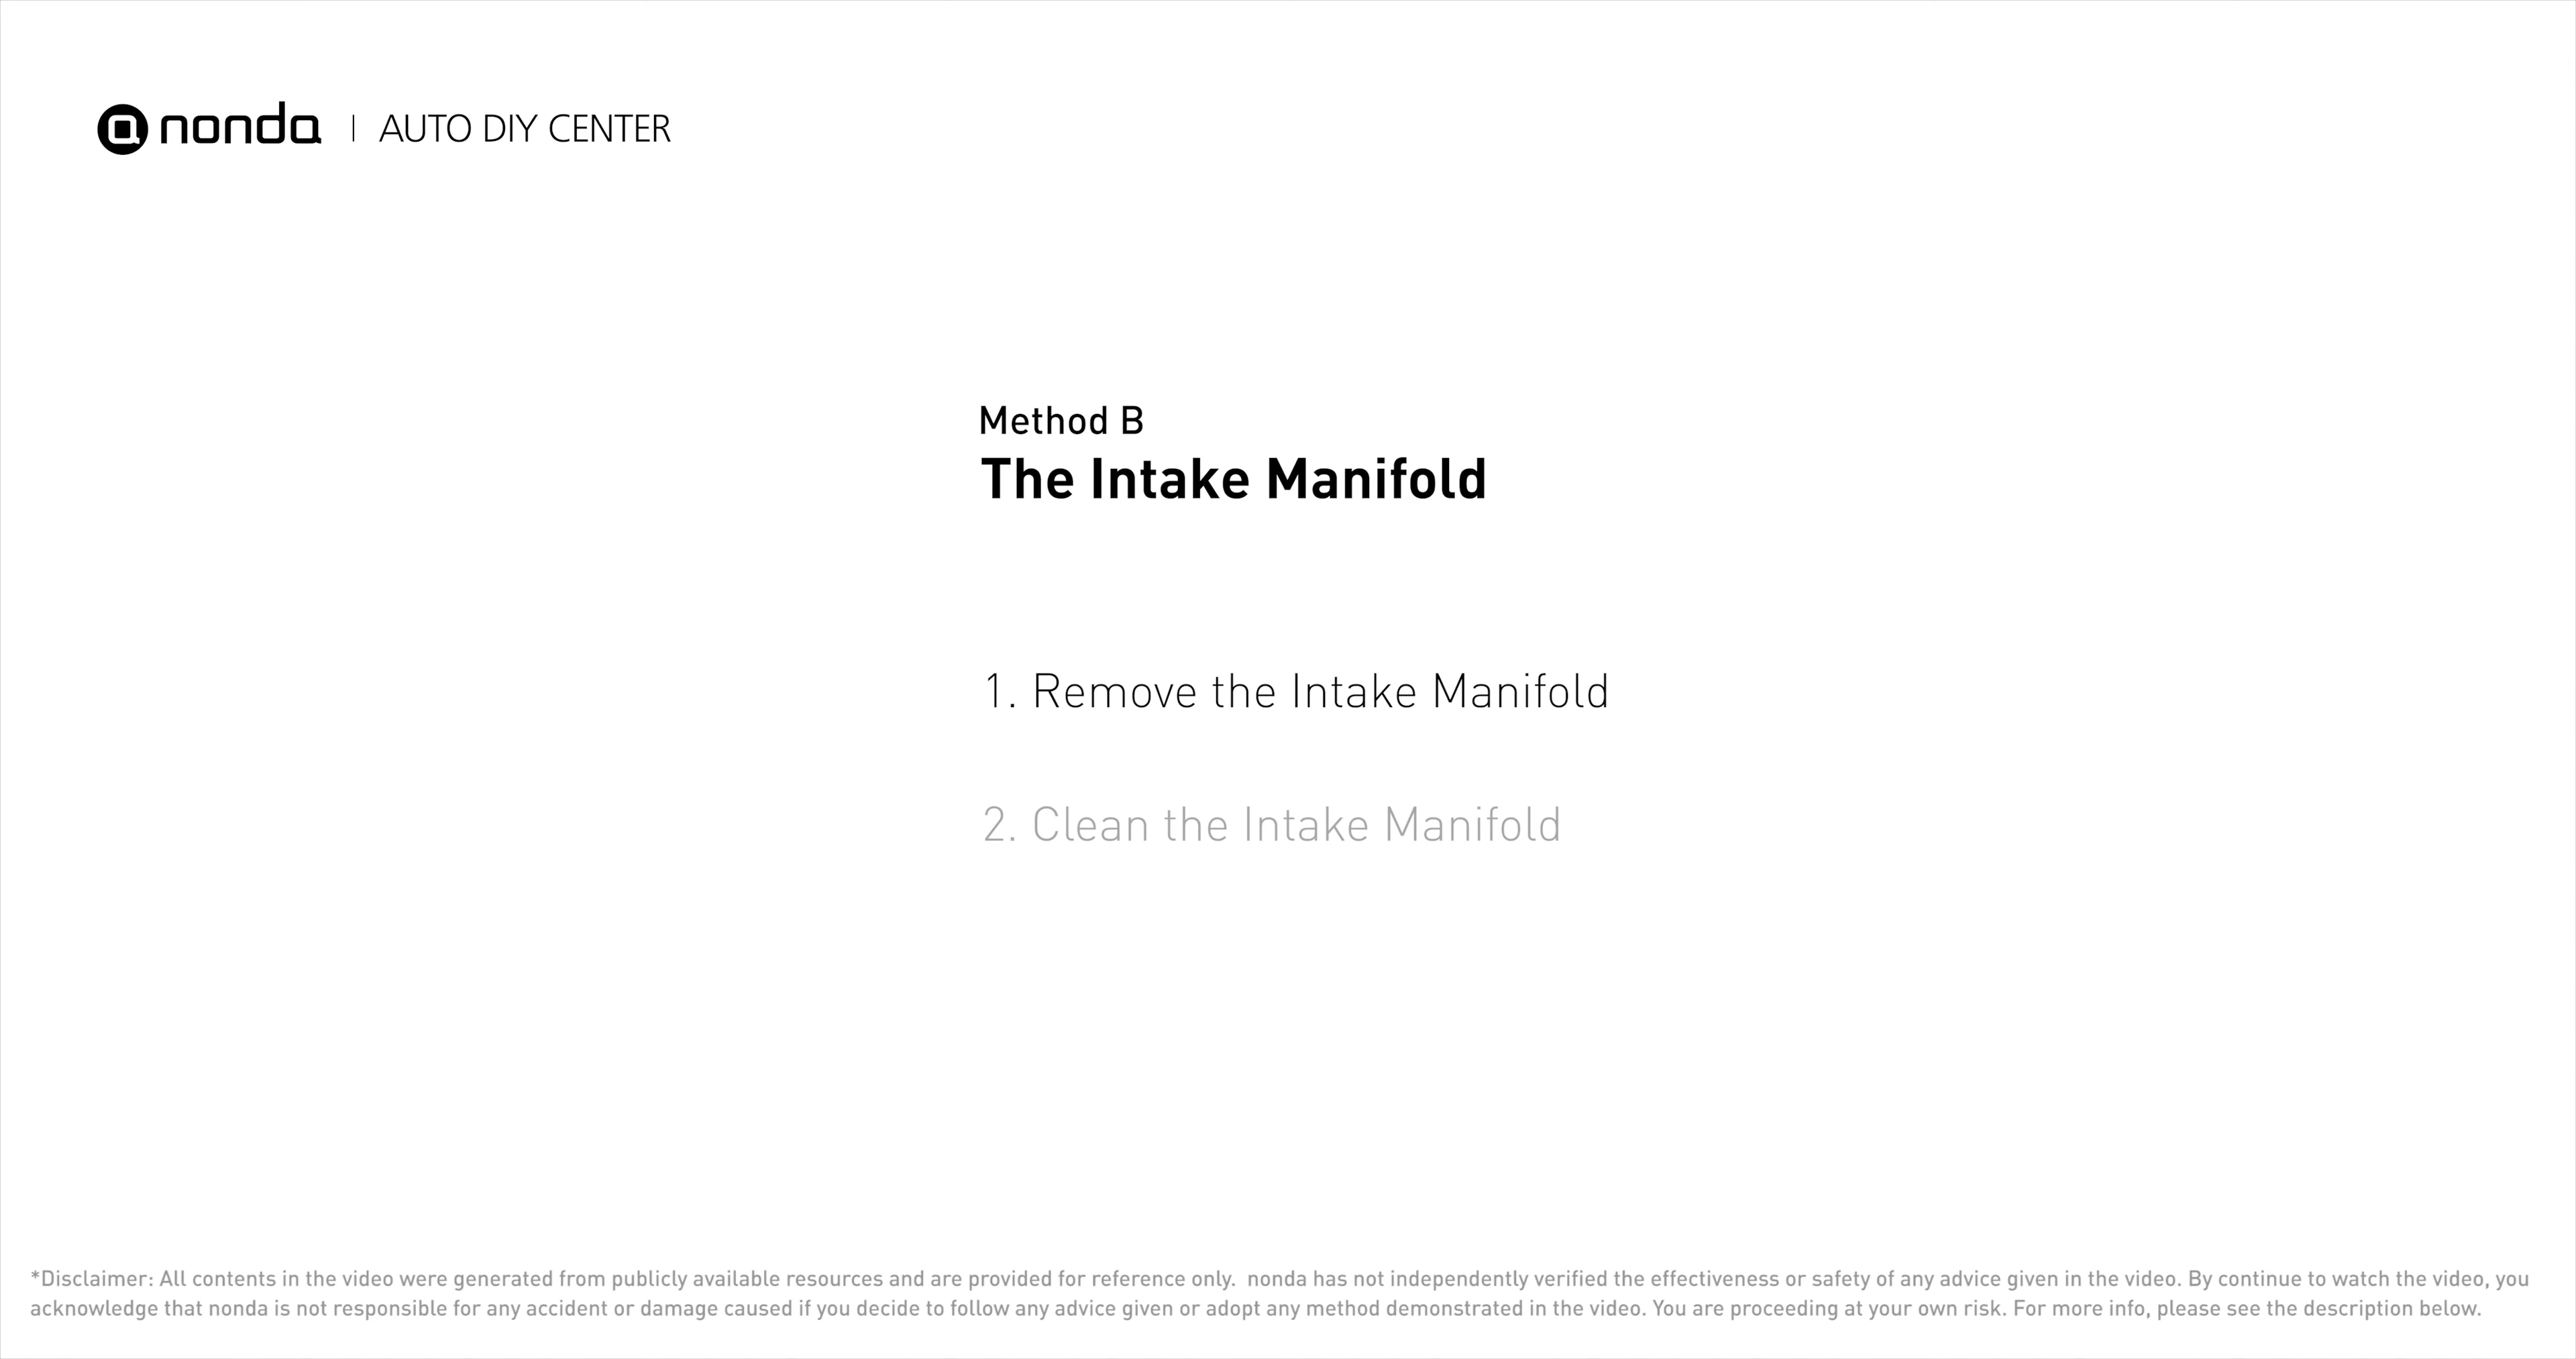 nonda | AUTO DIY CENTER
Method B
The Intake Manifold
1. Remove the Intake Manifold
2. Clean the Intake Manifold
*Disclaimer: All contents in the video were generated from publicly available resources and are provided for reference only.  nonda has not independently verified the effectiveness or safety of any advice given in the video. By continue to watch the video, you
acknowledge that nonda is not responsible for any accident or damage caused if you decide to follow any advice given or adopt any method demonstrated in the video. You are proceeding at your own risk. For more info, please see the description below.